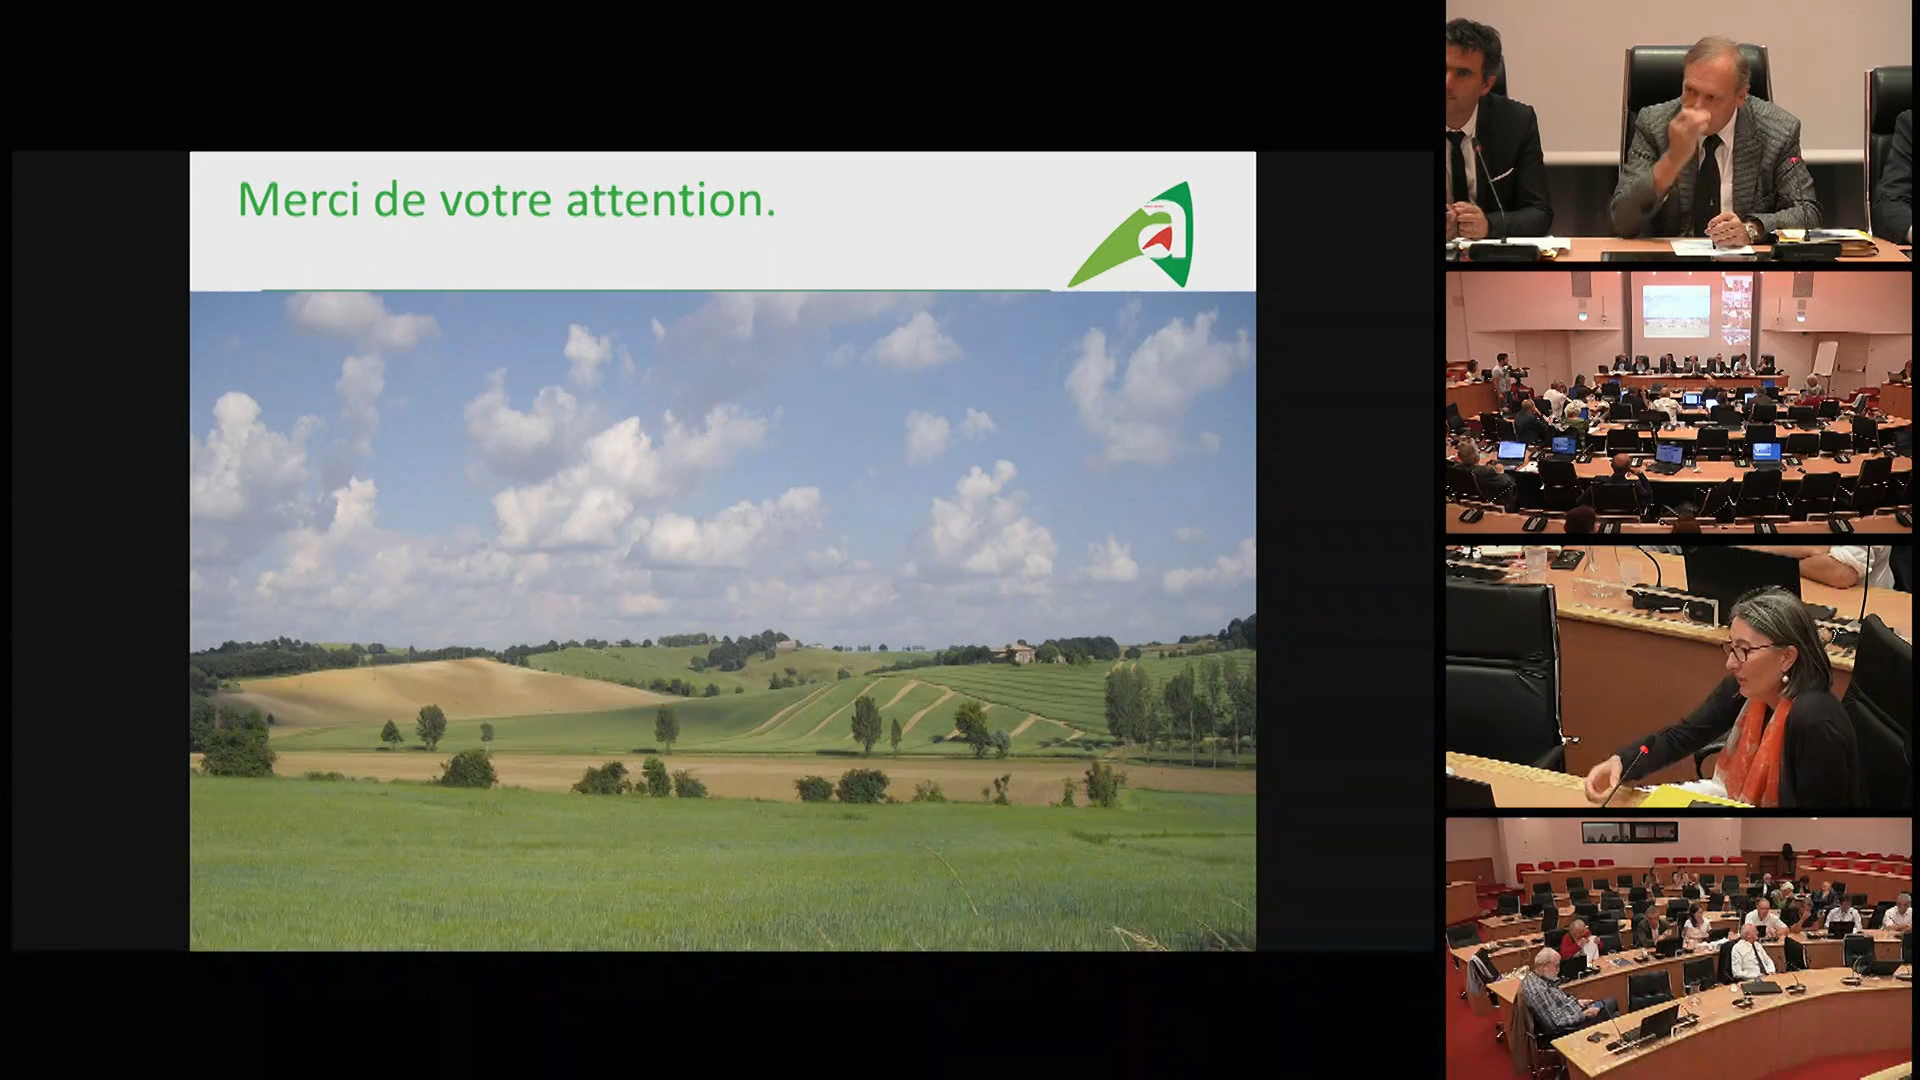 Merci de votre attention.
a